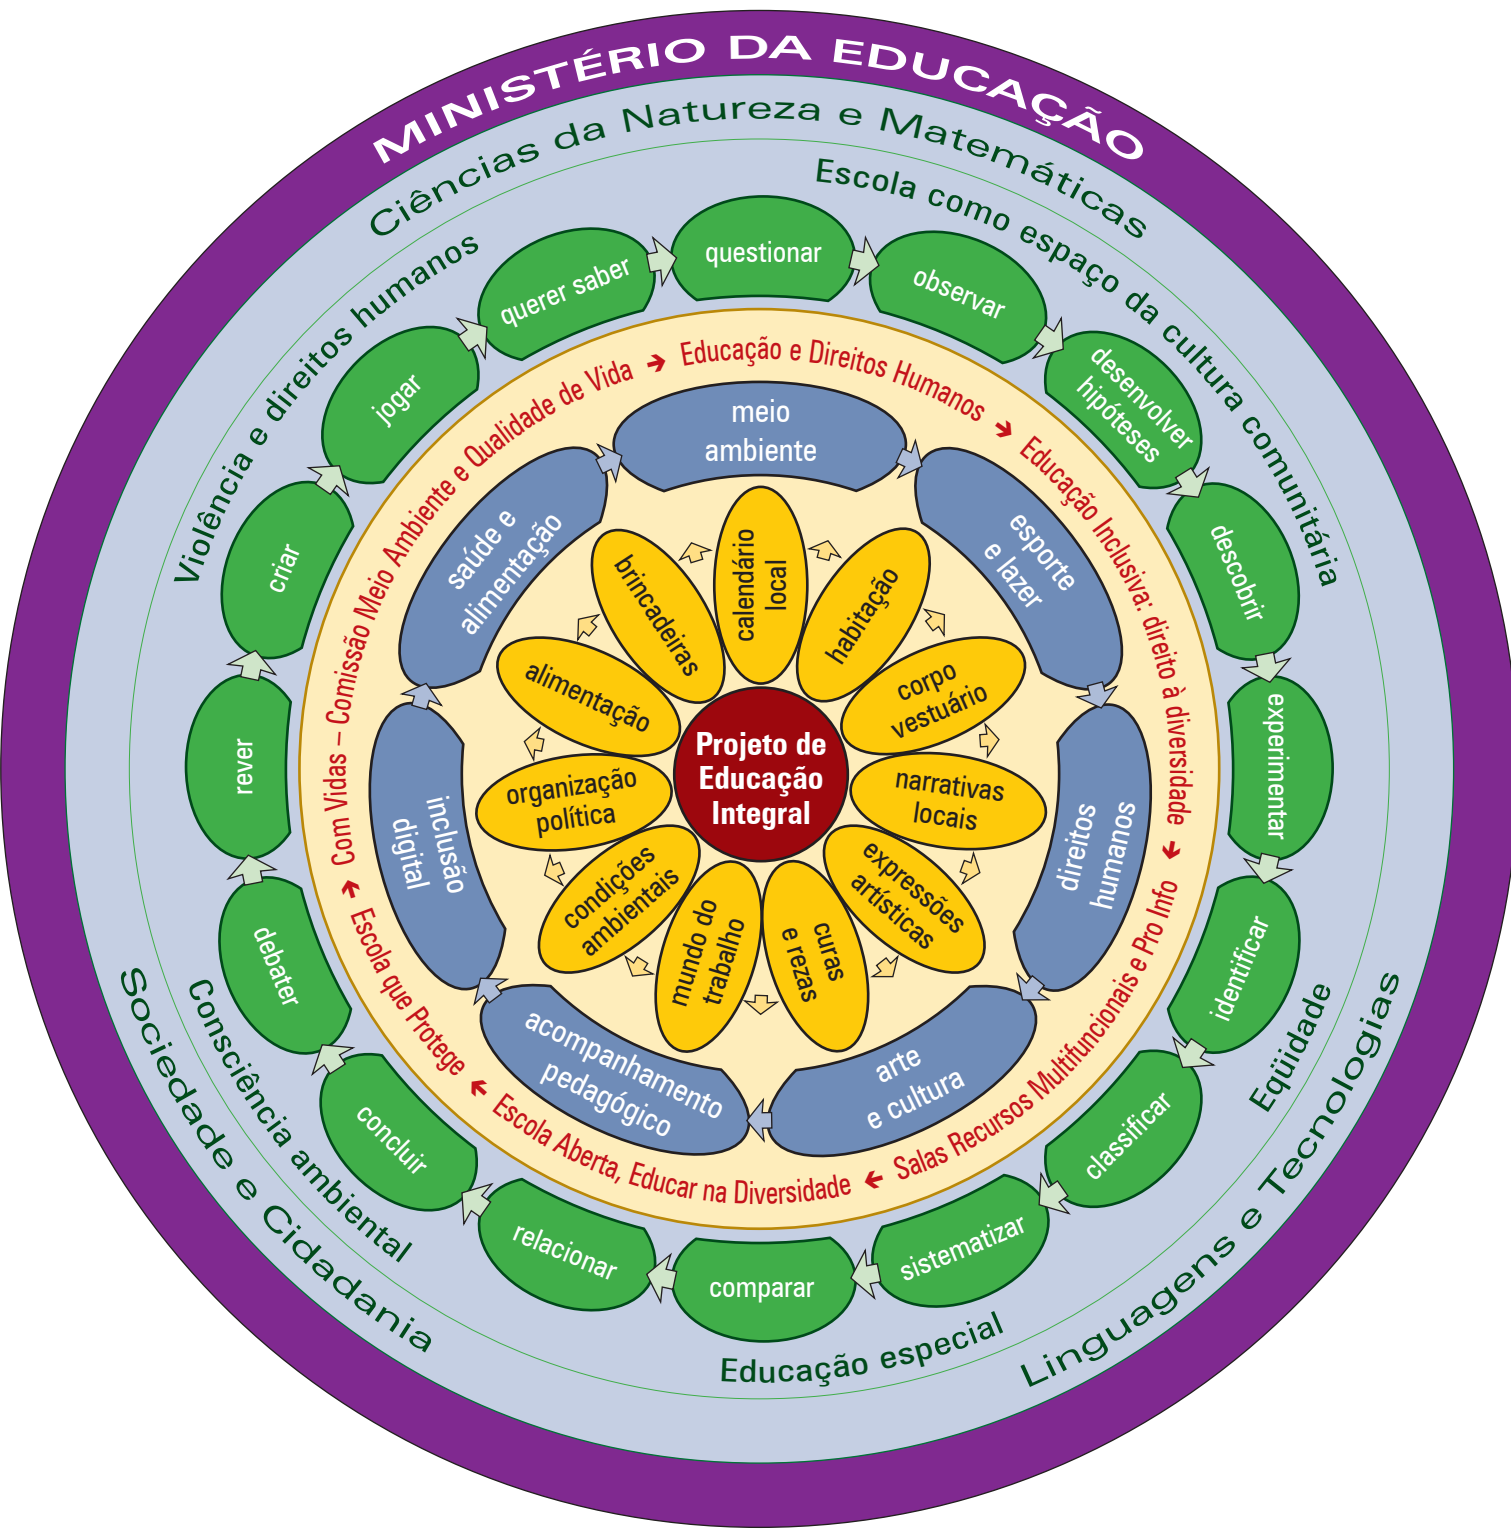 MINISTÉRIO DA EDUCAÇÃO
Ciências da Natureza e Matemáticas
Linguagens e Tecnologias
Sociedade e Cidadania
Escola como espaço da cultura comunitária
Eqüidade
Educação especial
Consciência ambiental
Violência e direitos humanos
questionar
observar
desenvolver
hipóteses
descobrir
experimentar
identificar
classificar
sistematizar
comparar
relacionar
concluir
debater
rever
criar
jogar
querer saber
Educação e Direitos Humanos
Educação Inclusiva: direito à diversidade
Salas Recursos Multifuncionais e Pro Info
Escola Aberta, Educar na Diversidade
Escola que Protege
Com Vidas – Comissão Meio Ambiente e Qualidade de Vida
meio
ambiente
esporte
e lazer
direitos
humanos
arte
e cultura
acompanhamento
pedagógico
inclusão
digital
saúde e
alimentação
calendário
local
habitação
corpo
vestuário
narrativas
locais
expressões
artísticas
curas
e rezas
mundo do
trabalho
condições
ambientais
organização
política
alimentação
brincadeiras
Projeto de
Educação
Integral